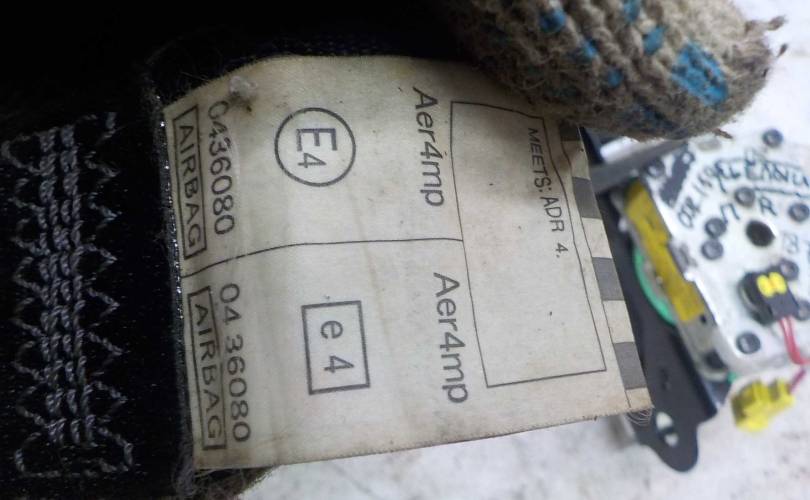 MEETS: ADR 4.
Aer4mp
E4
0436080
AIRBAG
Aer4mp
e 4
04 36080
AIRBAG